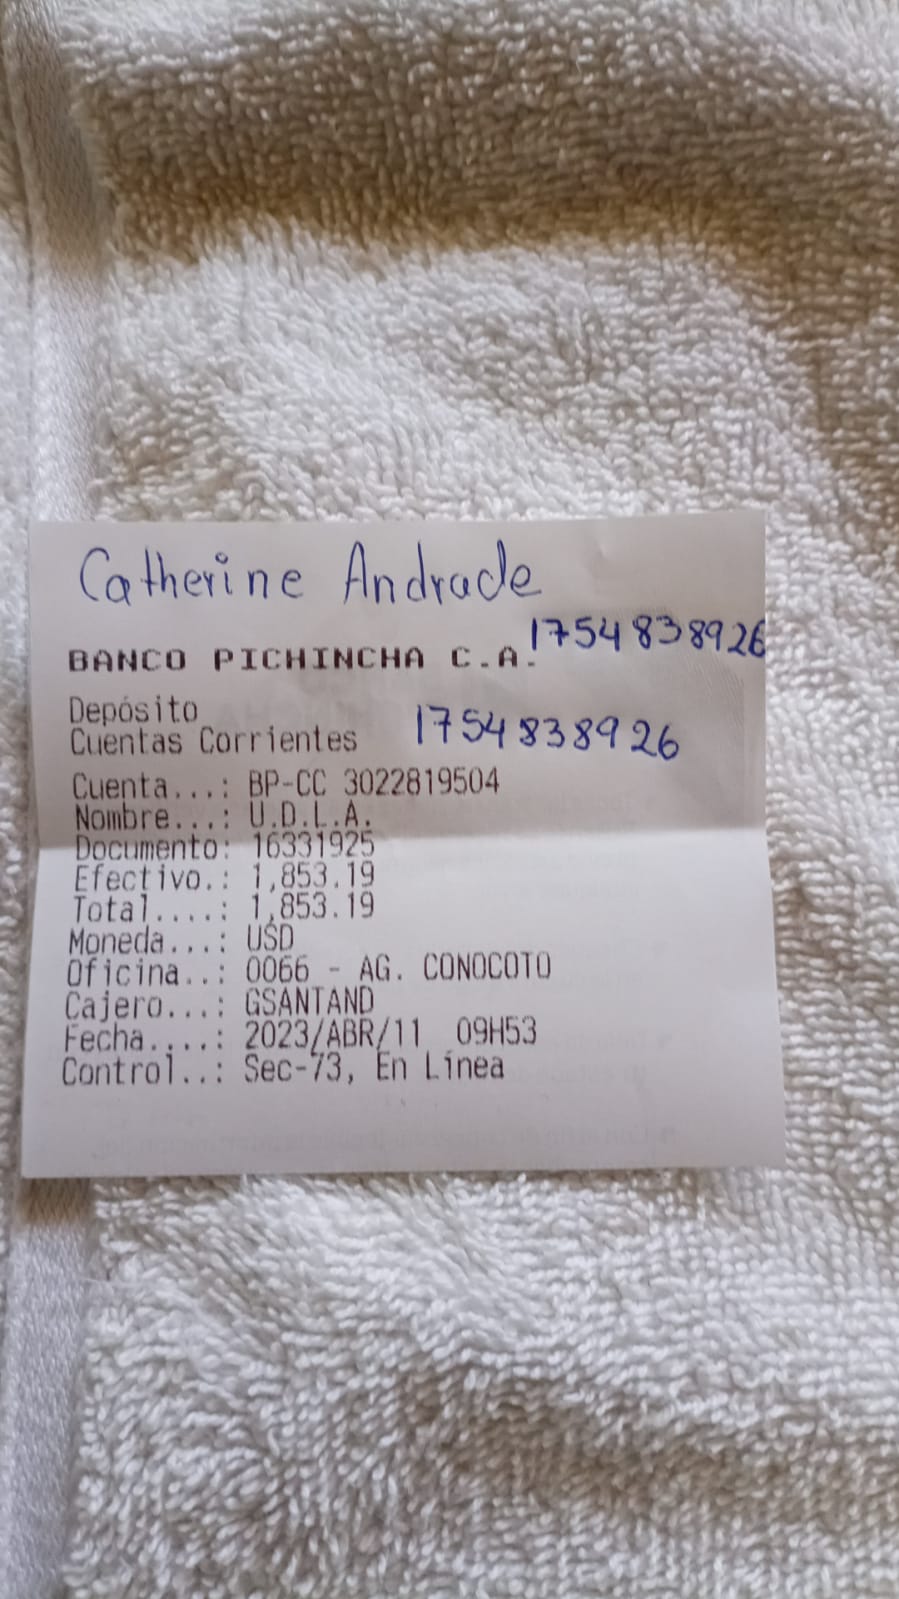 Catherine Andrade
1754838926
BANCO PICHINCHA C.A.
Depósito
Cuentas Corrientes 1754838926
Cuenta...: BP-CC 3022819504
Nombre...: U.D.L.A.
Documento: 16331925
Efectivo.: 1,853.19
Total....: 1,853.19
Moneda...: USD
Oficina..: 0066 - AG. CONOCOTO
Cajero...: GSANTAND
Fecha....: 2023/ABR/11 09H53
Control..: Sec-73, En Línea